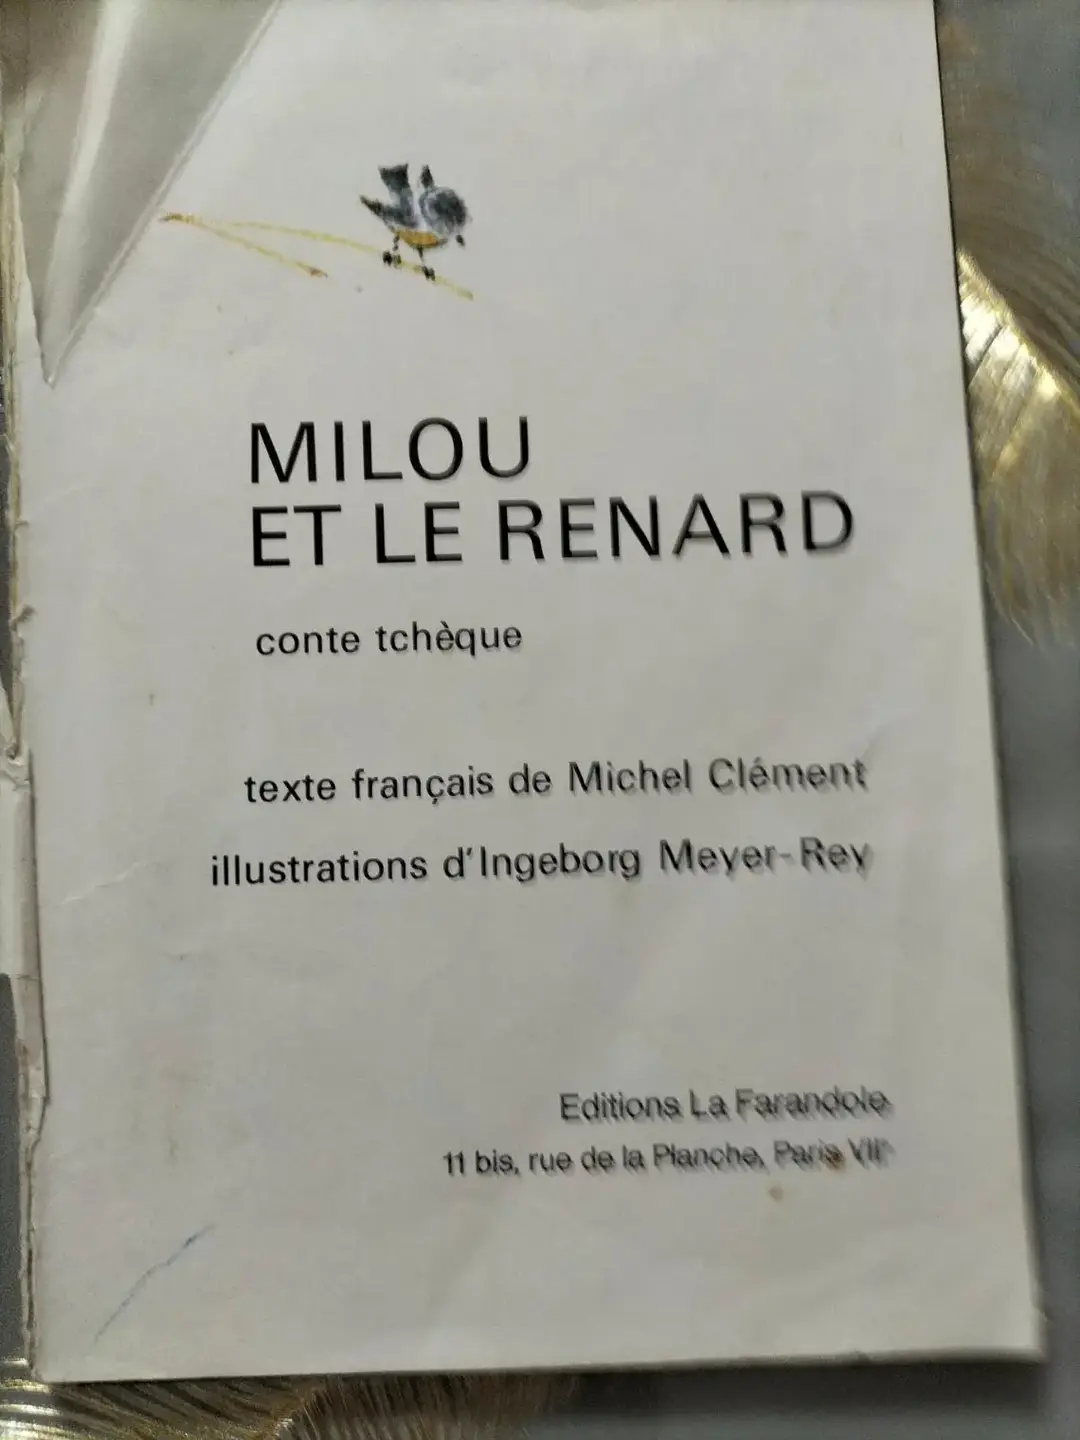 MILOU
ET LE RENARD
conte tchèque
texte français de Michel Clément
illustrations d'Ingeborg Meyer-Rey
Editions La Farandole
11 bis, rue de la Planche, Paris VIIᵉ